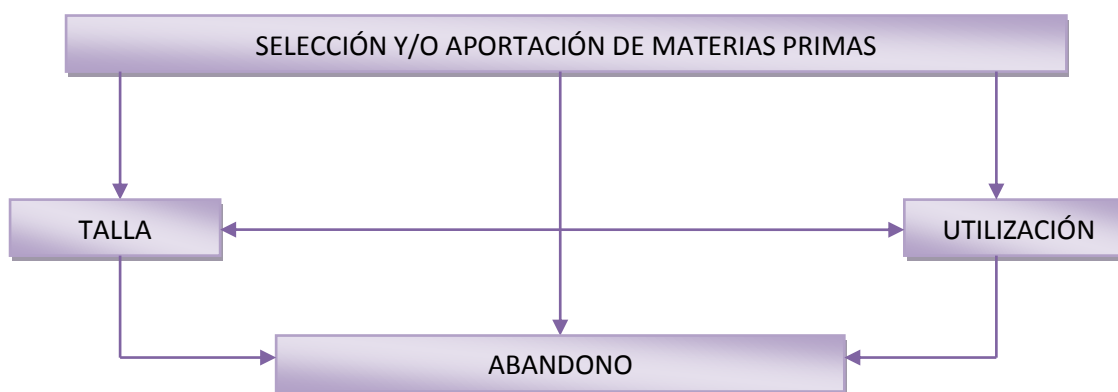 SELECCIÓN Y/O APORTACIÓN DE MATERIAS PRIMAS
TALLA
UTILIZACIÓN
ABANDONO